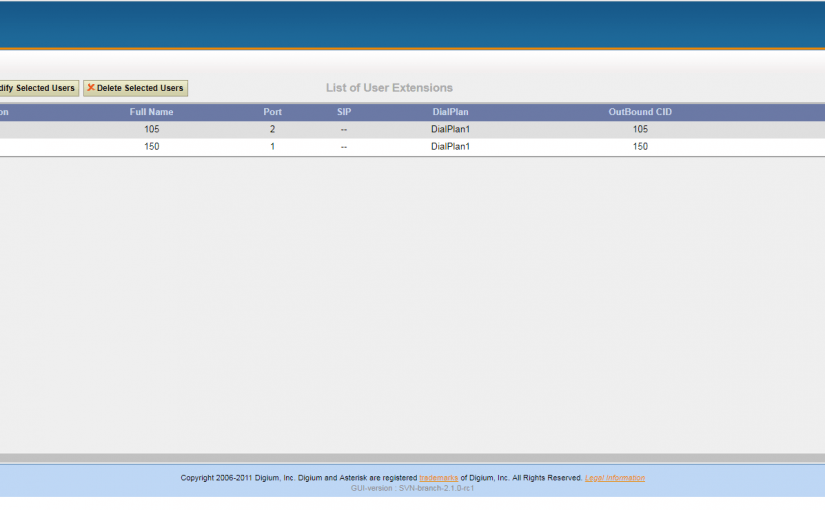 dify Selected Users Delete Selected Users List of User Extensions
on Full Name Port SIP DialPlan OutBound CID
105 2 -- DialPlan1 105
150 1 -- DialPlan1 150
Copyright 2006-2011 Digium, Inc. Digium and Asterisk are registered trademarks of Digium, Inc. All Rights Reserved. Legal Information
GUI-version : SVN-branch-2.1.0-rc1